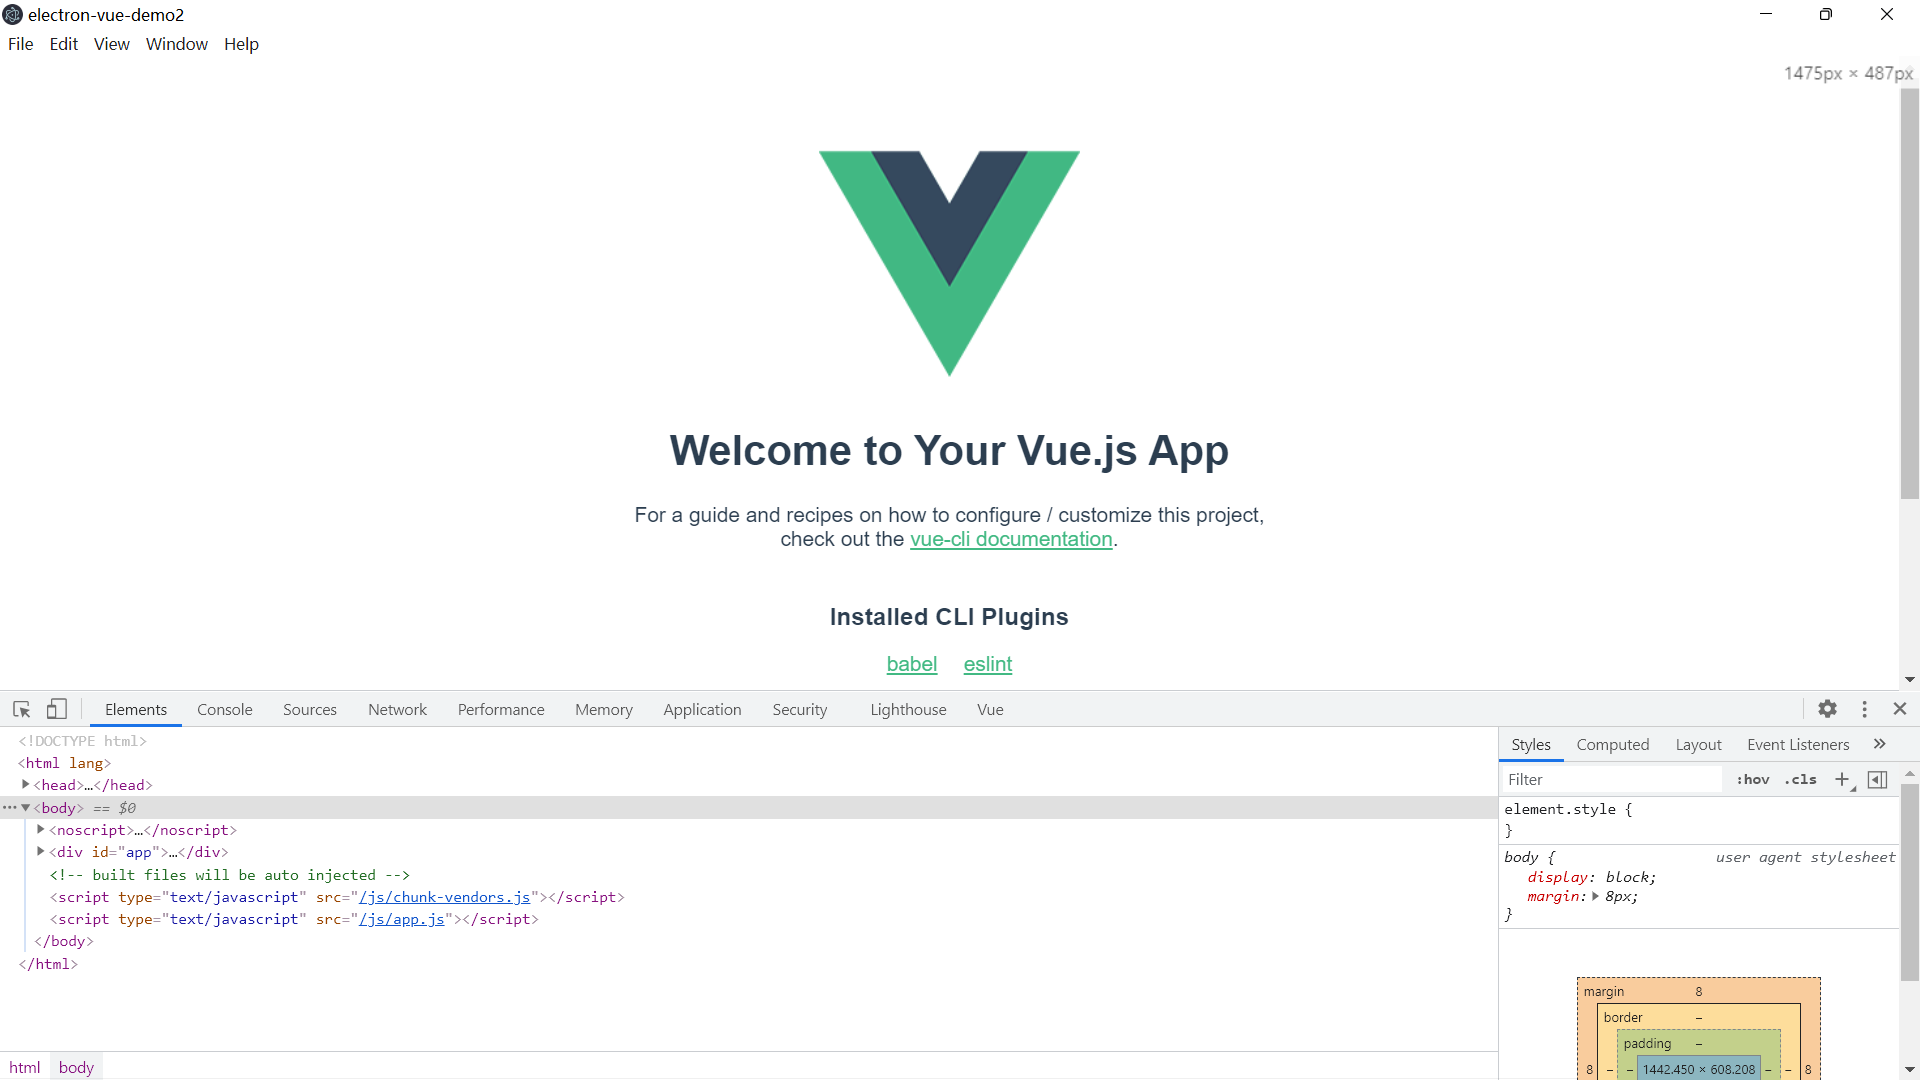 electron-vue-demo2
File Edit View Window Help
1475px × 487px
Welcome to Your Vue.js App
For a guide and recipes on how to configure / customize this project,
check out the vue-cli documentation.
Installed CLI Plugins
babel eslint
Elements Console Sources Network Performance Memory Application Security Lighthouse Vue
<!DOCTYPE html>
<html lang>
<head>…</head>
<body> == $0
<noscript>…</noscript>
<div id="app">…</div>
<!-- built files will be auto injected -->
<script type="text/javascript" src="/js/chunk-vendors.js"></script>
<script type="text/javascript" src="/js/app.js"></script>
</body>
</html>
html body
Styles Computed Layout Event Listeners »
Filter :hov .cls +
element.style {
}
body { user agent stylesheet
display: block;
margin: 8px;
}
margin 8
border –
padding –
8 – – 1442.450 × 608.208 – – 8